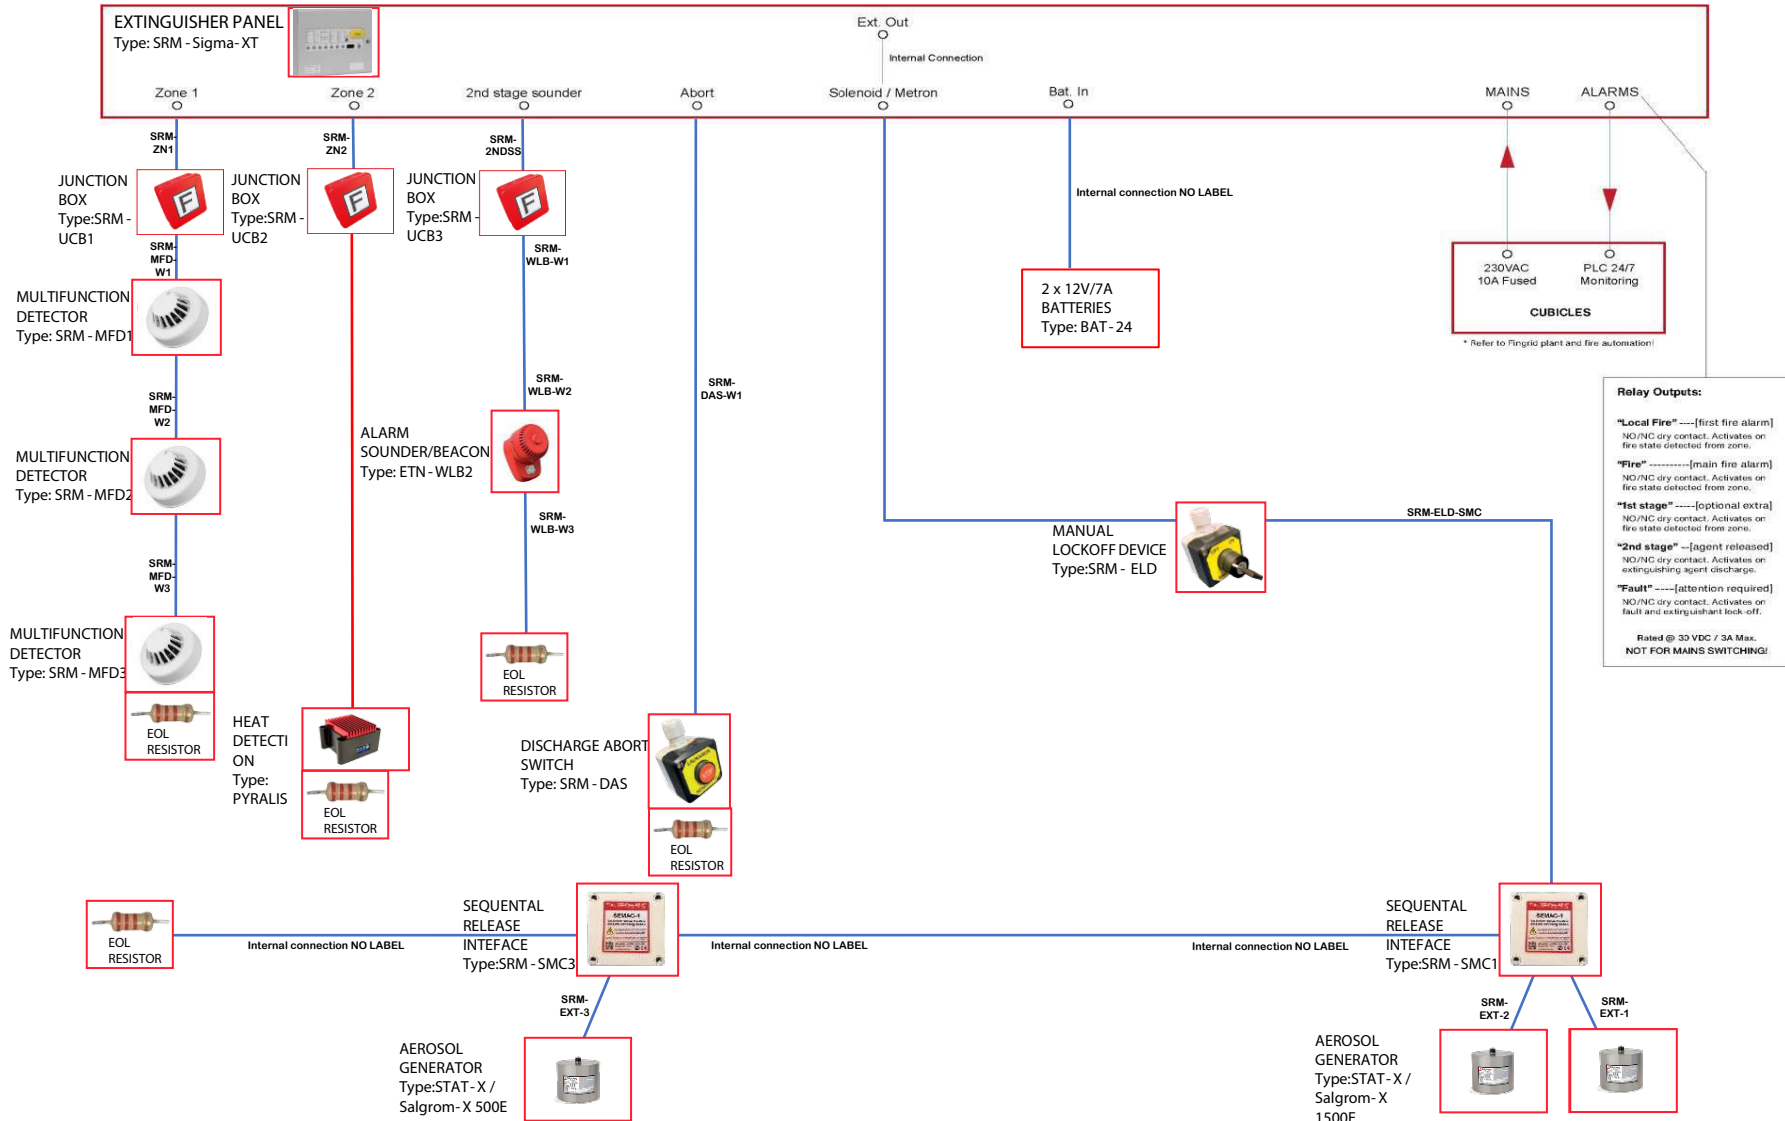 EXTINGUISHER PANEL
Type: SRM - Sigma- XT
Ext. Out
Internal Connection
Zone 1
Zone 2
2nd stage sounder
Abort
Solenoid / Metron
Bat. In
MAINS
ALARMS
SRM-
ZN1
SRM-
ZN2
SRM-
2NDSS
JUNCTION
BOX
Type:SRM -
UCB1
JUNCTION
BOX
Type:SRM -
UCB2
JUNCTION
BOX
Type:SRM -
UCB3
F
F
F
Internal connection NO LABEL
SRM-
MFD-
W1
SRM-
WLB-W1
230VAC
10A Fused
PLC 24/7
Monitoring
CUBICLES
* Refer to Fingrid plant and fire automation!
MULTIFUNCTION
DETECTOR
Type: SRM - MFD1
2 x 12V/7A
BATTERIES
Type: BAT - 24
SRM-
MFD-
W2
SRM-
WLB-W2
SRM-
DAS-W1
Relay Outputs:
"Local Fire" ----[first fire alarm]
NO/NC dry contact. Activates on
fire state detected from zone.
"Fire" ----------[main fire alarm]
NO/NC dry contact. Activates on
fire state detected from zone.
"1st stage" -----[optional extra]
NO/NC dry contact. Activates on
fire state detected from zone.
"2nd stage" --[agent released]
NO/NC dry contact. Activates on
extinguishing agent discharge.
"Fault" ----[attention required]
NO/NC dry contact. Activates on
fault and extinguishant lock-off.
Rated @ 30 VDC / 3A Max.
NOT FOR MAINS SWITCHING!
ALARM
SOUNDER/BEACON
Type: ETN - WLB2
MULTIFUNCTION
DETECTOR
Type: SRM - MFD2
SRM-
WLB-W3
MANUAL
LOCKOFF DEVICE
Type:SRM - ELD
SRM-ELD-SMC
SRM-
MFD-
W3
MULTIFUNCTION
DETECTOR
Type: SRM - MFD3
EOL
RESISTOR
EOL
RESISTOR
HEAT
DETECTI
ON
Type:
PYRALIS
EOL
RESISTOR
DISCHARGE ABORT
SWITCH
Type: SRM - DAS
EOL
RESISTOR
EOL
RESISTOR
Internal connection NO LABEL
SEQUENTAL
RELEASE
INTEFACE
Type:SRM - SMC3
SEMAC-1
Internal connection NO LABEL
Internal connection NO LABEL
SEQUENTAL
RELEASE
INTEFACE
Type:SRM - SMC1
SEMAC-1
SRM-
EXT-3
SRM-
EXT-2
SRM-
EXT-1
AEROSOL
GENERATOR
Type:STAT- X /
Salgrom- X 500E
AEROSOL
GENERATOR
Type:STAT- X /
Salgrom- X
1500E